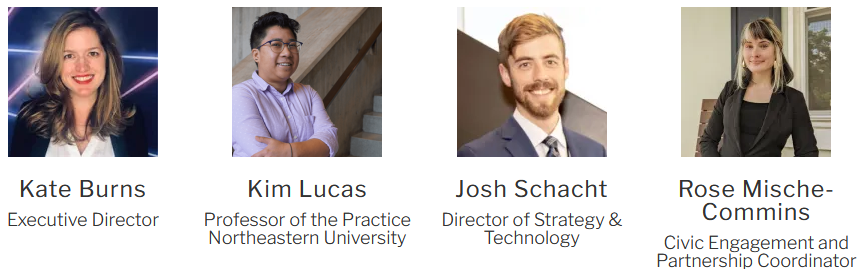 Kate Burns
Executive Director
Kim Lucas
Professor of the Practice
Northeastern University
Josh Schacht
Director of Strategy &
Technology
Rose Mische-
Commins
Civic Engagement and
Partnership Coordinator